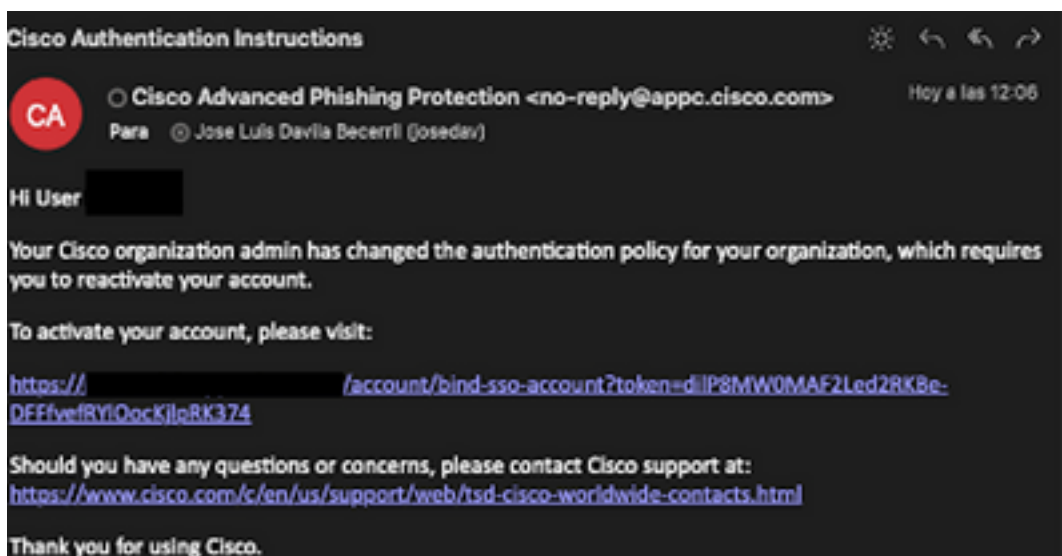 Cisco Authentication Instructions
CA
Cisco Advanced Phishing Protection <no-reply@appc.cisco.com>
Hoy a las 12:06
Para Jose Luis Davila Becerril (josedav)
Hi User
Your Cisco organization admin has changed the authentication policy for your organization, which requires
you to reactivate your account.
To activate your account, please visit:
https:// /account/bind-sso-account?token=
Should you have any questions or concerns, please contact Cisco support at:
https://www.cisco.com/c/en/us/support/web/tsd-cisco-worldwide-contacts.html
Thank you for using Cisco.